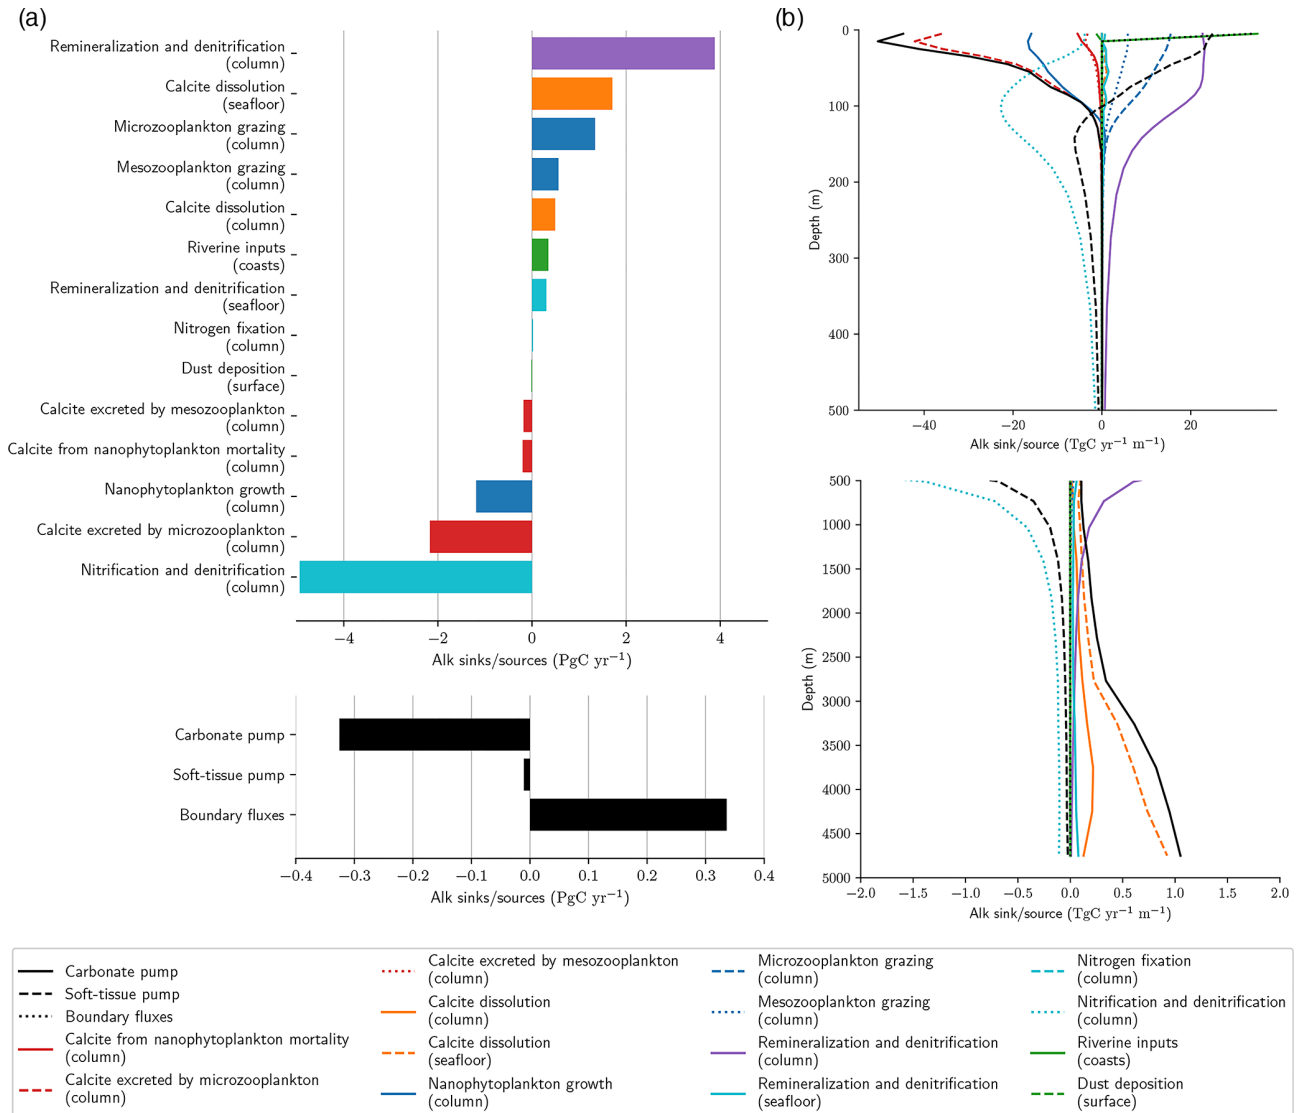 (a)
Remineralization and denitrification
(column)
Calcite dissolution
(seafloor)
Microzooplankton grazing
(column)
Mesozooplankton grazing
(column)
Calcite dissolution
(column)
Riverine inputs
(coasts)
Remineralization and denitrification
(seafloor)
Nitrogen fixation
(column)
Dust deposition
(surface)
Calcite excreted by mesozooplankton
(column)
Calcite from nanophytoplankton mortality
(column)
Nanophytoplankton growth
(column)
Calcite excreted by microzooplankton
(column)
Nitrification and denitrification
(column)
−4 −2 0 2 4
Alk sinks/sources (PgC yr⁻¹)
Carbonate pump
Soft-tissue pump
Boundary fluxes
−0.4 −0.3 −0.2 −0.1 0.0 0.1 0.2 0.3 0.4
Alk sinks/sources (PgC yr⁻¹)
(b)
0
100
200
300
400
500
Depth (m)
−40 −20 0 20
Alk sink/source (TgC yr⁻¹ m⁻¹)
500
1000
1500
2000
2500
3000
3500
4000
4500
5000
Depth (m)
−2.0 −1.5 −1.0 −0.5 0.0 0.5 1.0 1.5 2.0
Alk sink/source (TgC yr⁻¹ m⁻¹)
Carbonate pump
Soft-tissue pump
Boundary fluxes
Calcite from nanophytoplankton mortality
(column)
Calcite excreted by microzooplankton
(column)
Calcite excreted by mesozooplankton
(column)
Calcite dissolution
(column)
Calcite dissolution
(seafloor)
Nanophytoplankton growth
(column)
Microzooplankton grazing
(column)
Mesozooplankton grazing
(column)
Remineralization and denitrification
(column)
Remineralization and denitrification
(seafloor)
Nitrogen fixation
(column)
Nitrification and denitrification
(column)
Riverine inputs
(coasts)
Dust deposition
(surface)